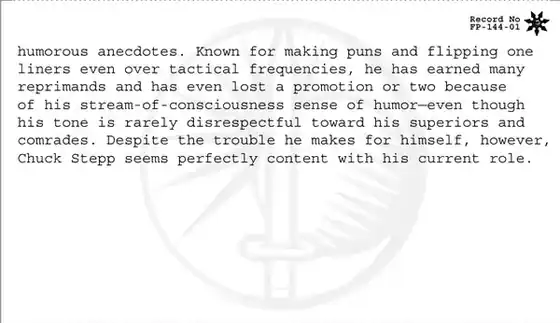 Record No
FP-144-01
humorous anecdotes. Known for making puns and flipping one
liners even over tactical frequencies, he has earned many
reprimands and has even lost a promotion or two because
of his stream-of-consciousness sense of humor—even though
his tone is rarely disrespectful toward his superiors and
comrades. Despite the trouble he makes for himself, however,
Chuck Stepp seems perfectly content with his current role.